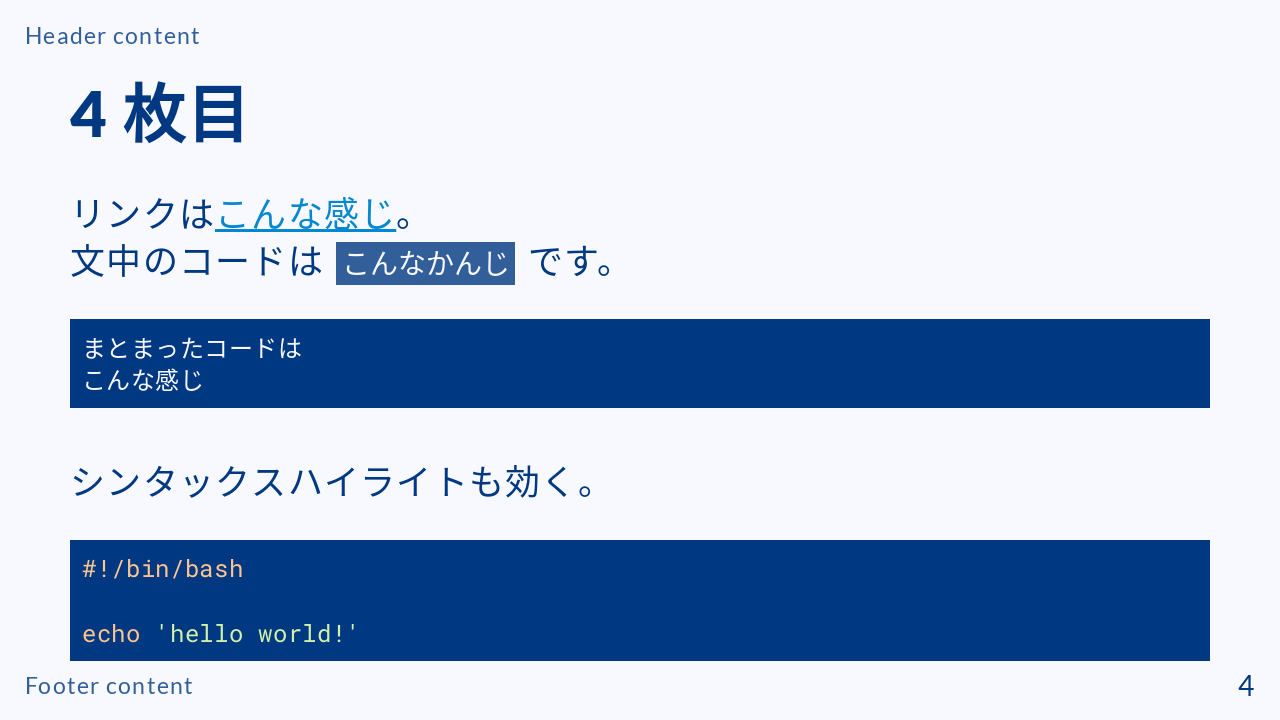 Header content
4 枚目
リンクはこんな感じ。
文中のコードは こんなかんじ です。
まとまったコードは
こんな感じ
シンタックスハイライトも効く。
#!/bin/bash
echo 'hello world!'
Footer content
4